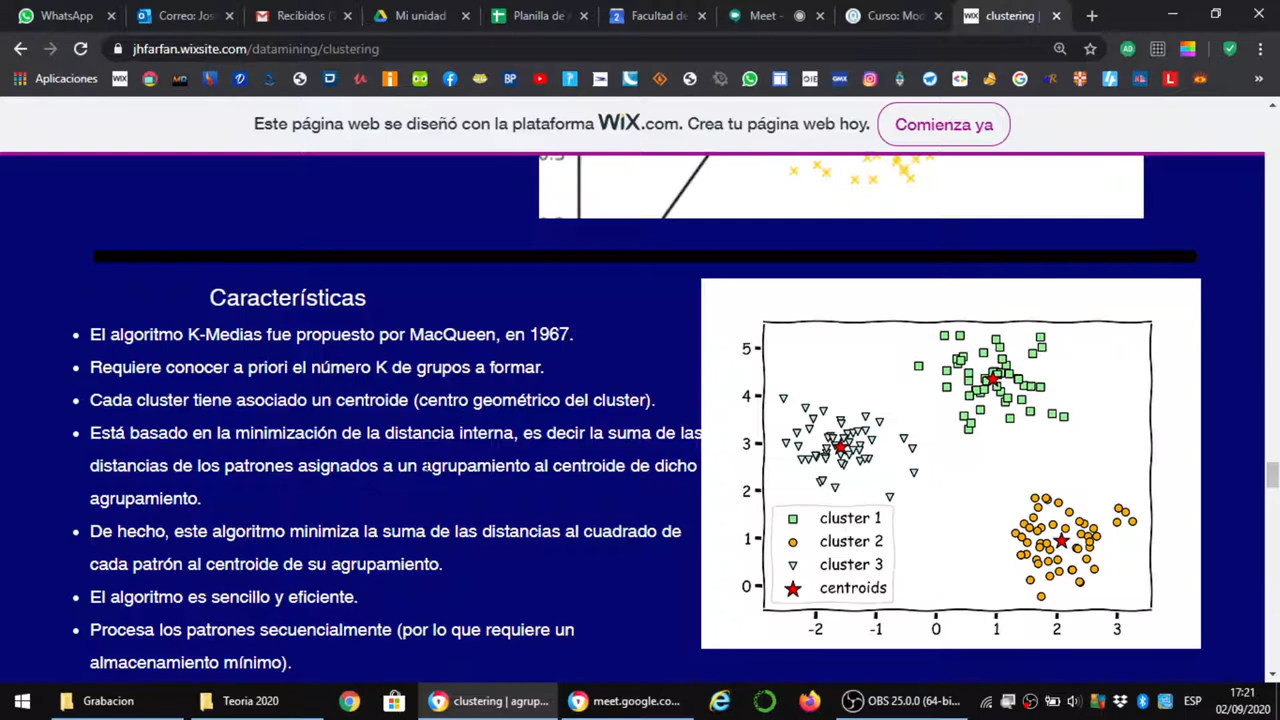 WhatsApp
Correo: Jos
Recibidos (
Mi unidad
Planilla de A
Facultad de
Meet -
Curso: Mod
clustering |
jhfarfan.wixsite.com/datamining/clustering
Aplicaciones
Este página web se diseñó con la plataforma WiX.com. Crea tu página web hoy.
Comienza ya
Características
El algoritmo K-Medias fue propuesto por MacQueen, en 1967.
Requiere conocer a priori el número K de grupos a formar.
Cada cluster tiene asociado un centroide (centro geométrico del cluster).
Está basado en la minimización de la distancia interna, es decir la suma de las
distancias de los patrones asignados a un agrupamiento al centroide de dicho
agrupamiento.
De hecho, este algoritmo minimiza la suma de las distancias al cuadrado de
cada patrón al centroide de su agrupamiento.
El algoritmo es sencillo y eficiente.
Procesa los patrones secuencialmente (por lo que requiere un
almacenamiento mínimo).
5
4
3
2
1
0
cluster 1
cluster 2
cluster 3
centroids
-2 -1 0 1 2 3
Grabacion
Teoria 2020
clustering | agrup...
meet.google.co...
OBS 25.0.0 (64-bi...
ESP
17:21
02/09/2020